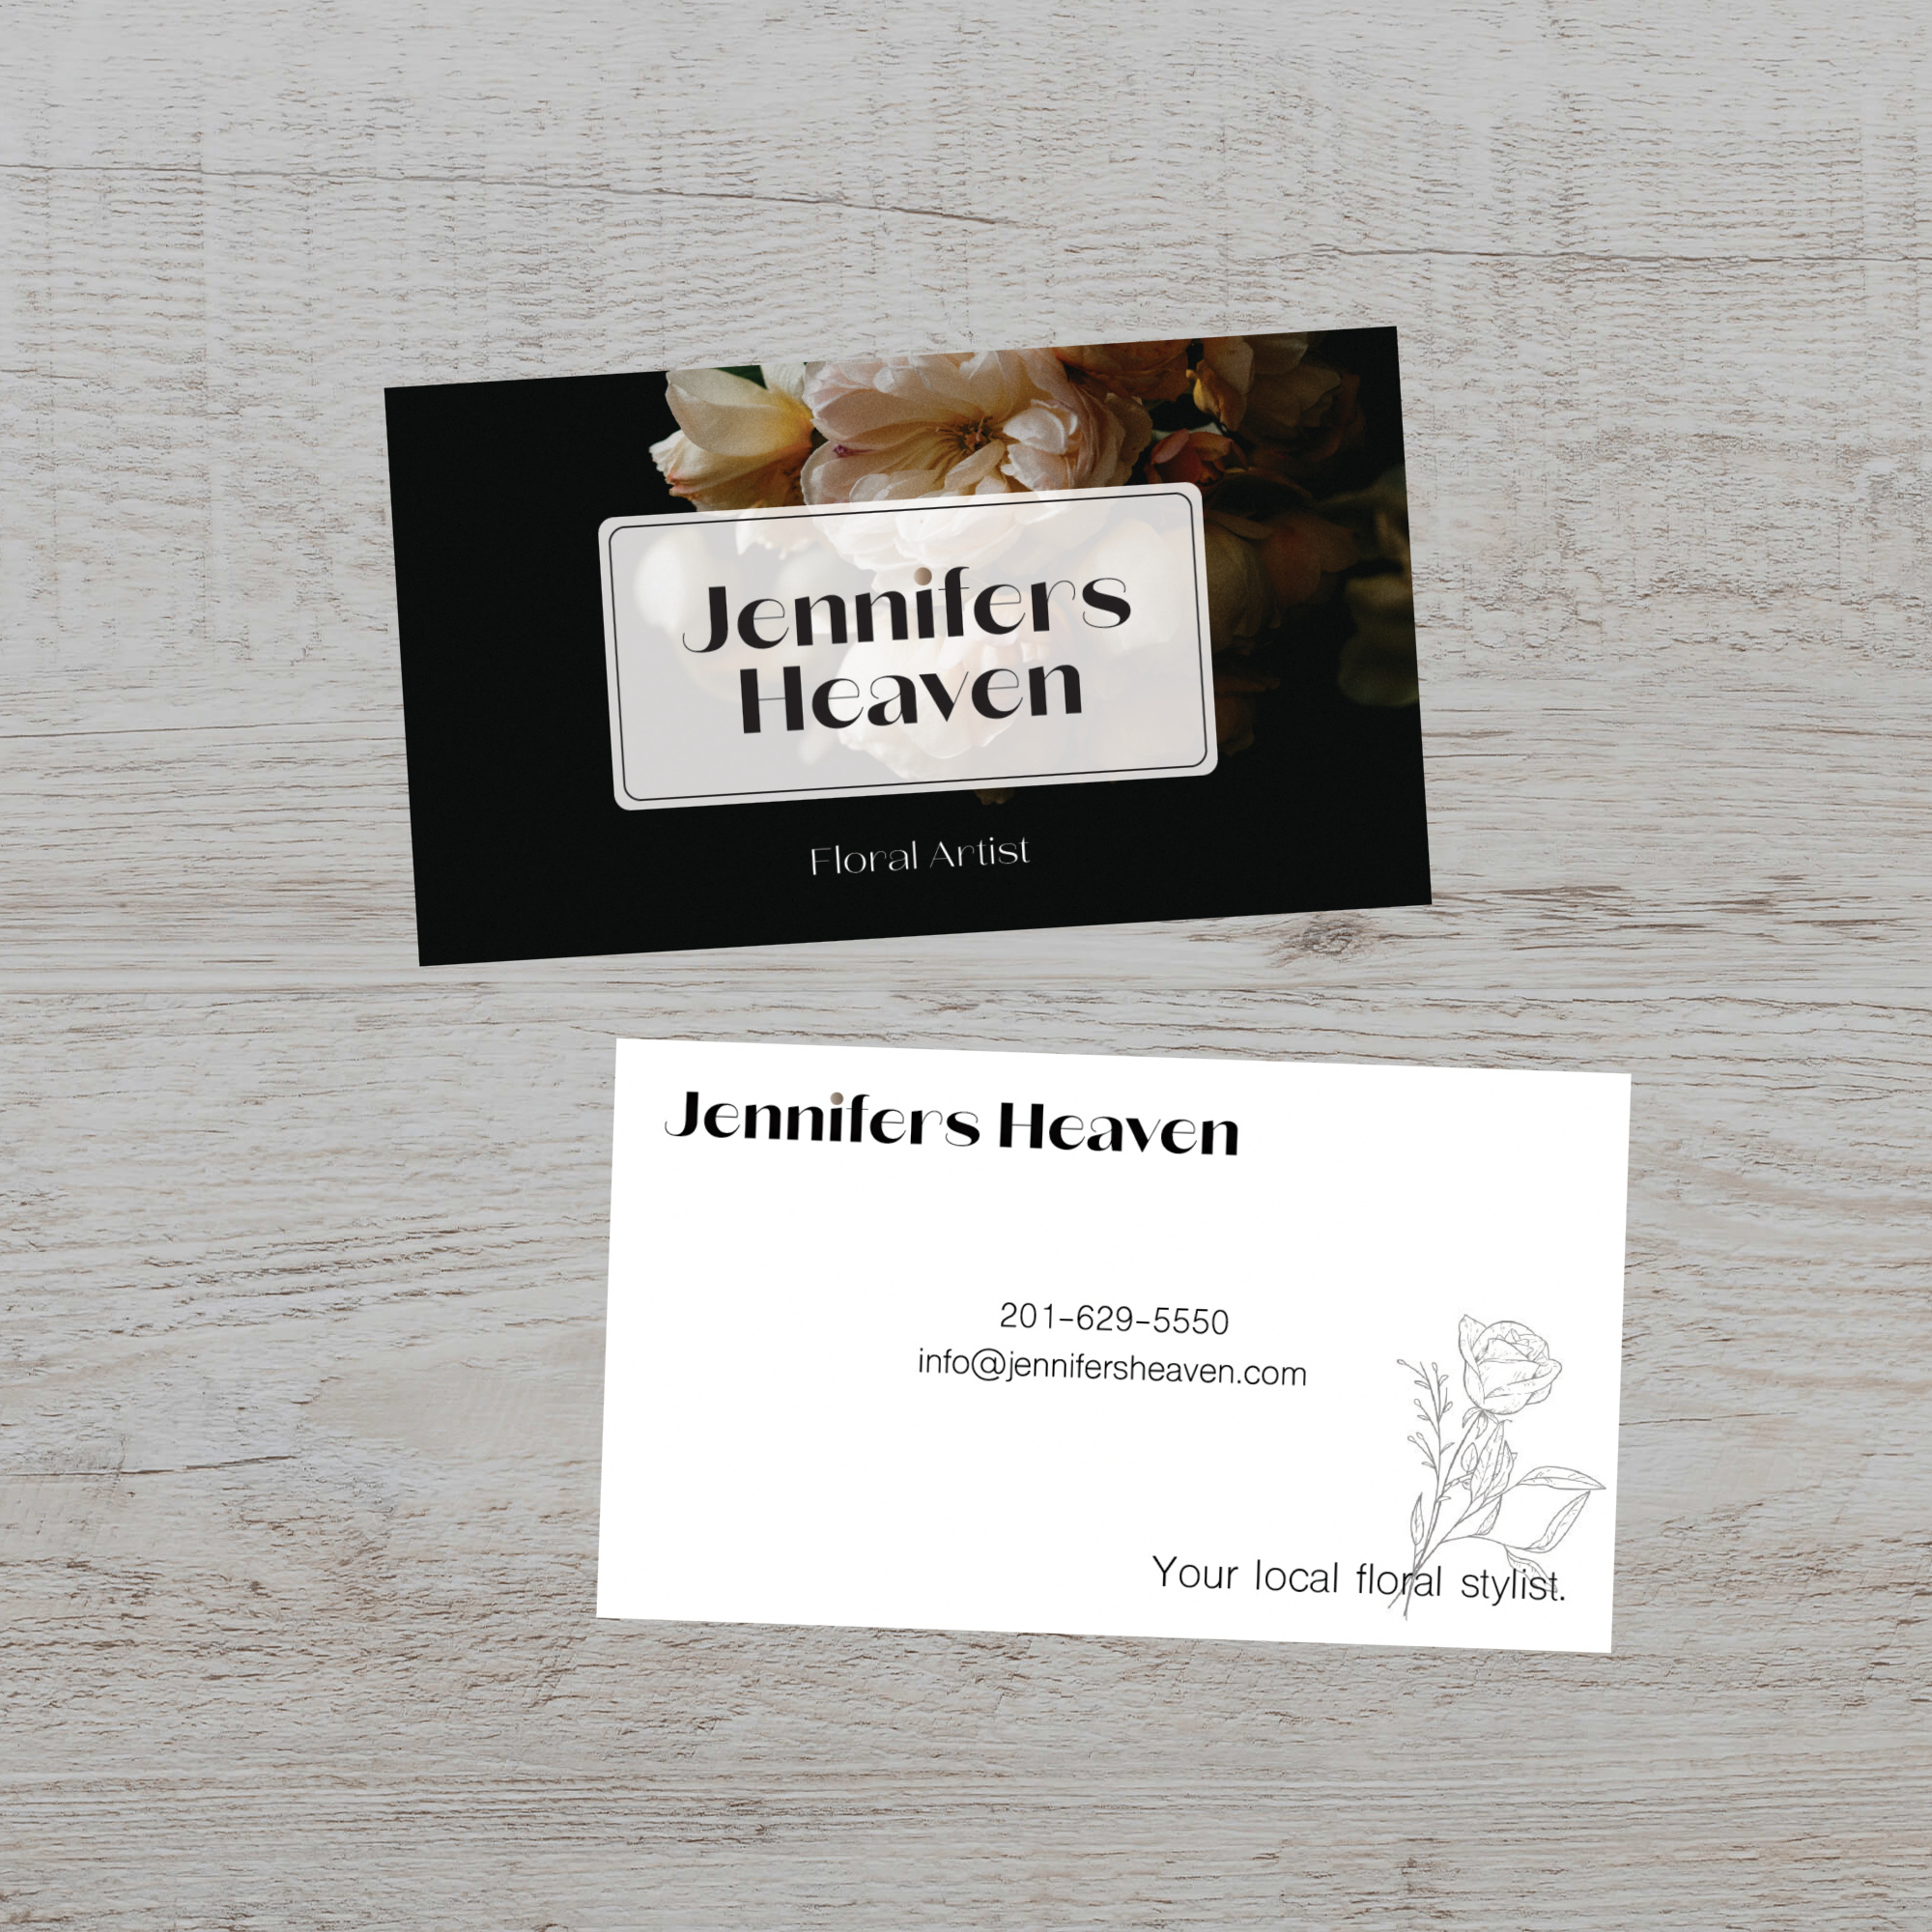 Jennifers
Heaven
Floral Artist
Jennifers Heaven
201-629-5550
info@jennifersheaven.com
Your local floral stylist.